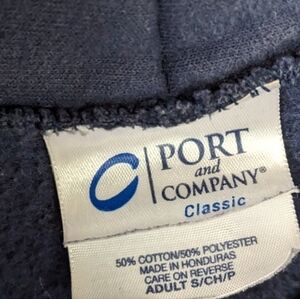 PORT
and
COMPANY®
Classic
50% COTTON/50% POLYESTER
MADE IN HONDURAS
CARE ON REVERSE
ADULT S/CH/P